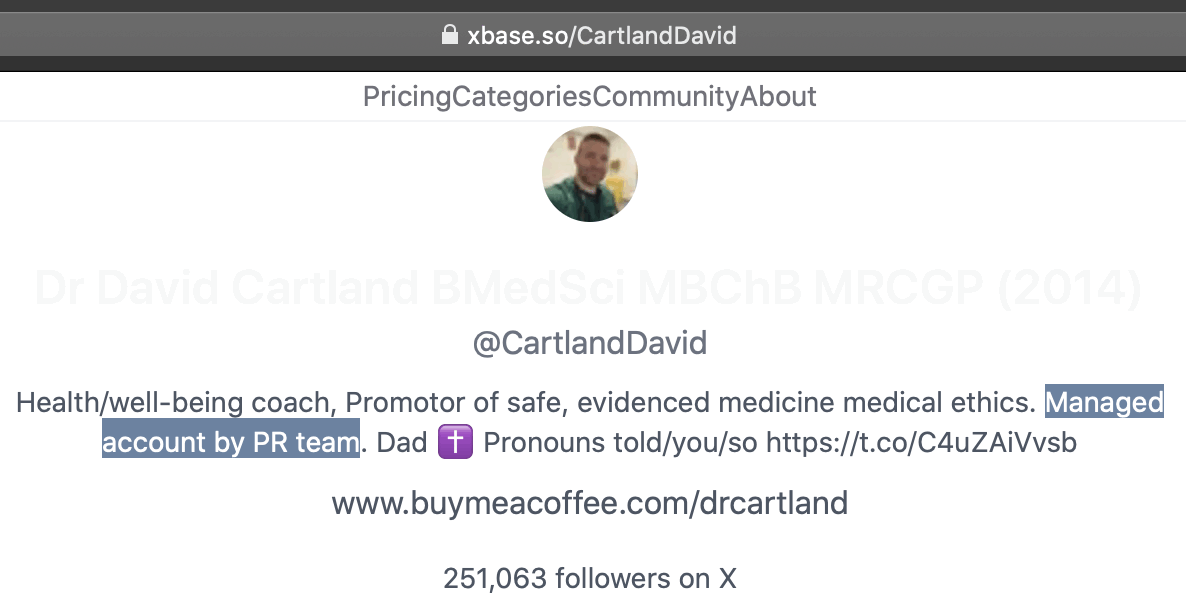 xbase.so/CartlandDavid
PricingCategoriesCommunityAbout
Dr David Cartland BMedSci MBChB MRCGP (2014)
@CartlandDavid
Health/well-being coach, Promotor of safe, evidenced medicine medical ethics. Managed
account by PR team. Dad ✝️ Pronouns told/you/so https://t.co/C4uZAiVvsb
www.buymeacoffee.com/drcartland
251,063 followers on X